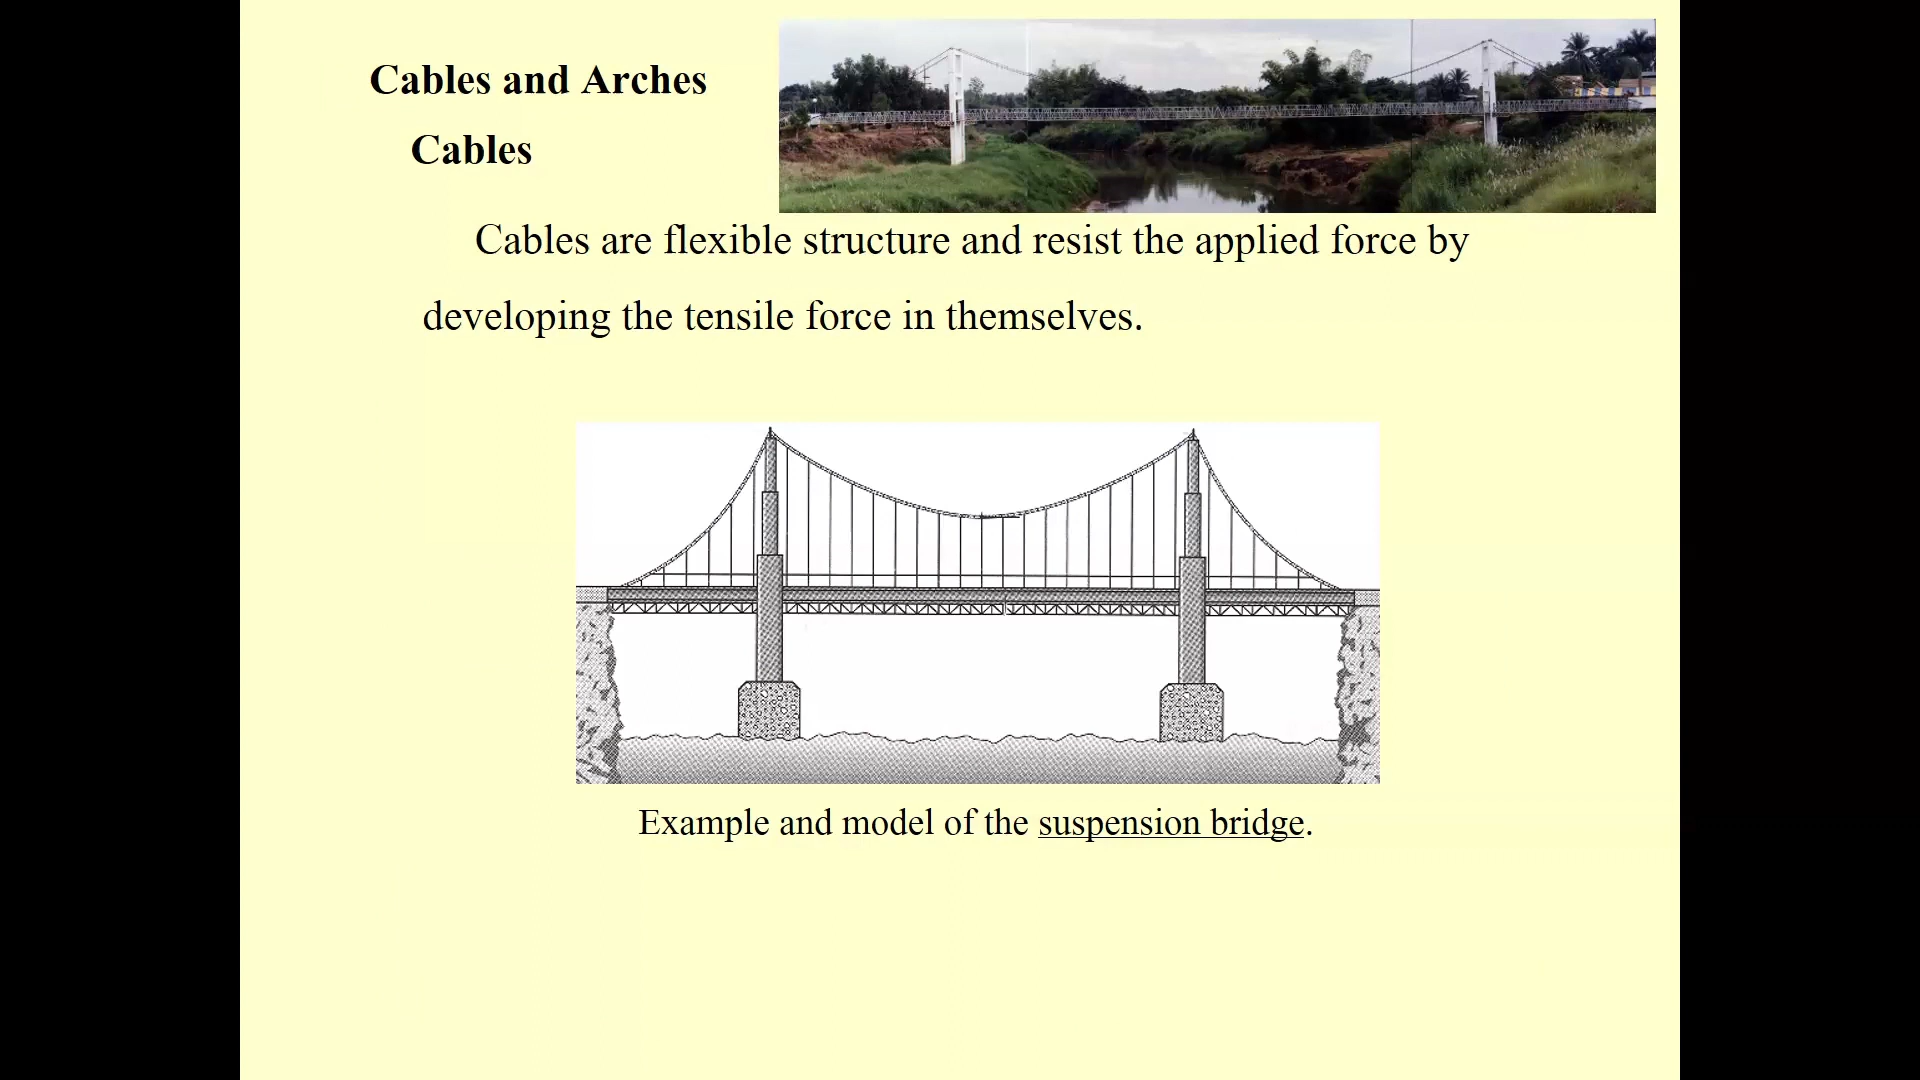 Cables and Arches
Cables
Cables are flexible structure and resist the applied force by
developing the tensile force in themselves.
Example and model of the suspension bridge.